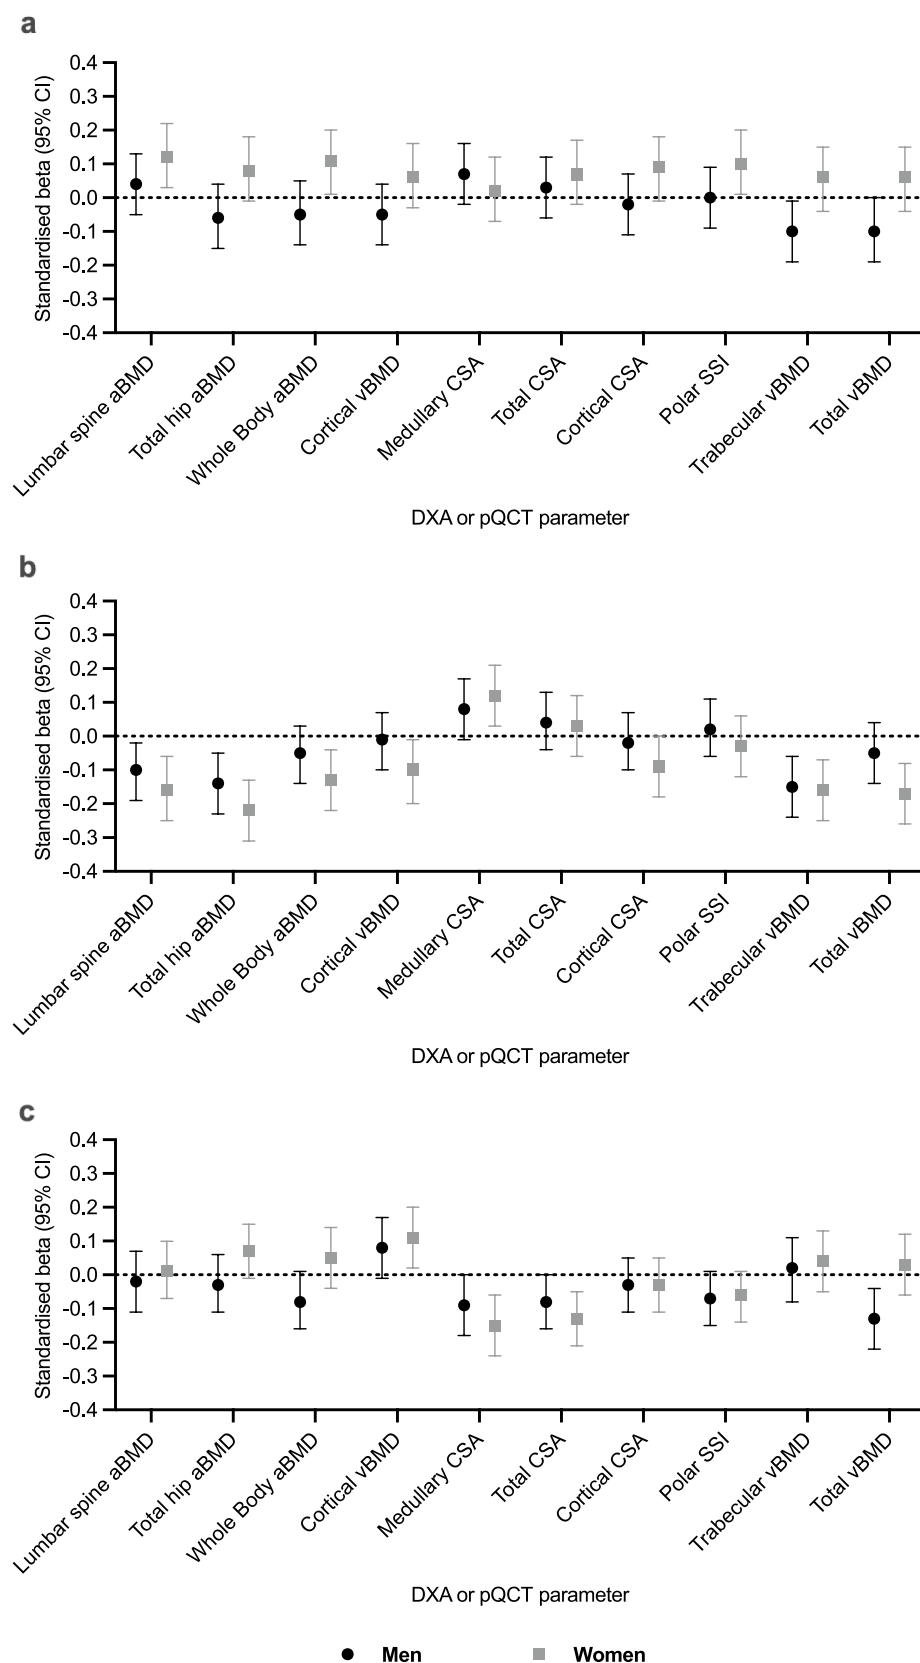 a
Standardised beta (95% CI)
0.4
0.3
0.2
0.1
0.0
-0.1
-0.2
-0.3
-0.4
Lumbar spine aBMD
Total hip aBMD
Whole Body aBMD
Cortical vBMD
Medullary CSA
Total CSA
Cortical CSA
Polar SSI
Trabecular vBMD
Total vBMD
DXA or pQCT parameter
b
Standardised beta (95% CI)
0.4
0.3
0.2
0.1
0.0
-0.1
-0.2
-0.3
-0.4
Lumbar spine aBMD
Total hip aBMD
Whole Body aBMD
Cortical vBMD
Medullary CSA
Total CSA
Cortical CSA
Polar SSI
Trabecular vBMD
Total vBMD
DXA or pQCT parameter
c
Standardised beta (95% CI)
0.4
0.3
0.2
0.1
0.0
-0.1
-0.2
-0.3
-0.4
Lumbar spine aBMD
Total hip aBMD
Whole Body aBMD
Cortical vBMD
Medullary CSA
Total CSA
Cortical CSA
Polar SSI
Trabecular vBMD
Total vBMD
DXA or pQCT parameter
Men Women